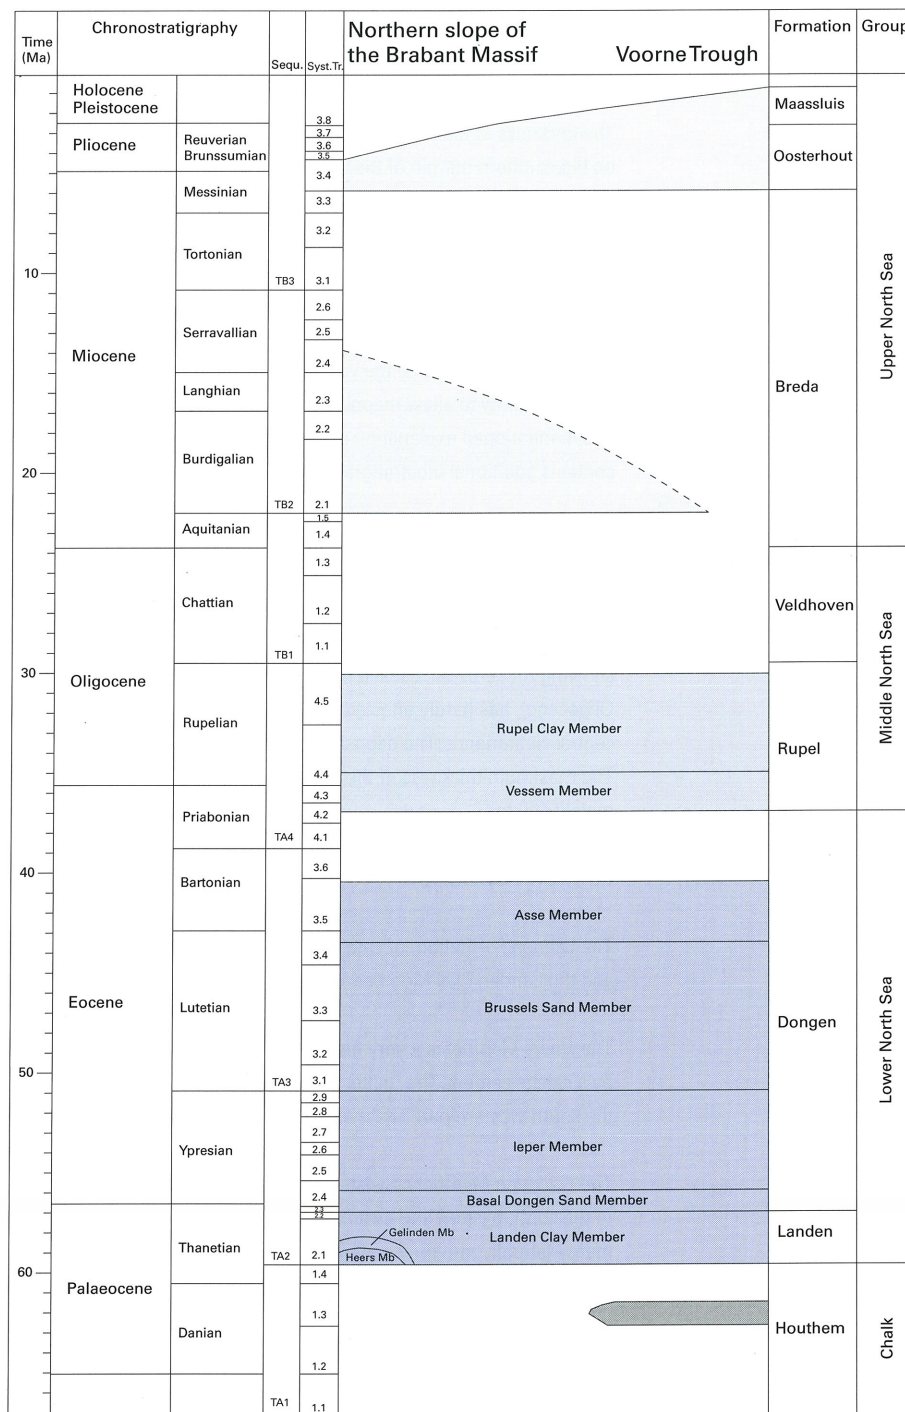 Time
(Ma)
Chronostratigraphy
Sequ.
Syst.Tr.
Northern slope of
the Brabant Massif
Voorne Trough
Formation
Group
Holocene
Pleistocene
Pliocene
Reuverian
Brunssumian
Messinian
Tortonian
Miocene
Serravallian
Langhian
Burdigalian
Aquitanian
Chattian
Oligocene
Rupelian
Priabonian
Bartonian
Eocene
Lutetian
Ypresian
Thanetian
Palaeocene
Danian
10
20
30
40
50
60
TB3
TB2
TB1
TA4
TA3
TA2
TA1
3.8
3.7
3.6
3.5
3.4
3.3
3.2
3.1
2.6
2.5
2.4
2.3
2.2
2.1
1.5
1.4
1.3
1.2
1.1
4.5
4.4
4.3
4.2
4.1
3.6
3.5
3.4
3.3
3.2
3.1
2.9
2.8
2.7
2.6
2.5
2.4
2.3
2.2
2.1
1.4
1.3
1.2
1.1
Rupel Clay Member
Vessem Member
Asse Member
Brussels Sand Member
Ieper Member
Basal Dongen Sand Member
Landen Clay Member
Gelinden Mb
Heers Mb
Maassluis
Oosterhout
Breda
Veldhoven
Rupel
Dongen
Landen
Houthem
Upper North Sea
Middle North Sea
Lower North Sea
Chalk